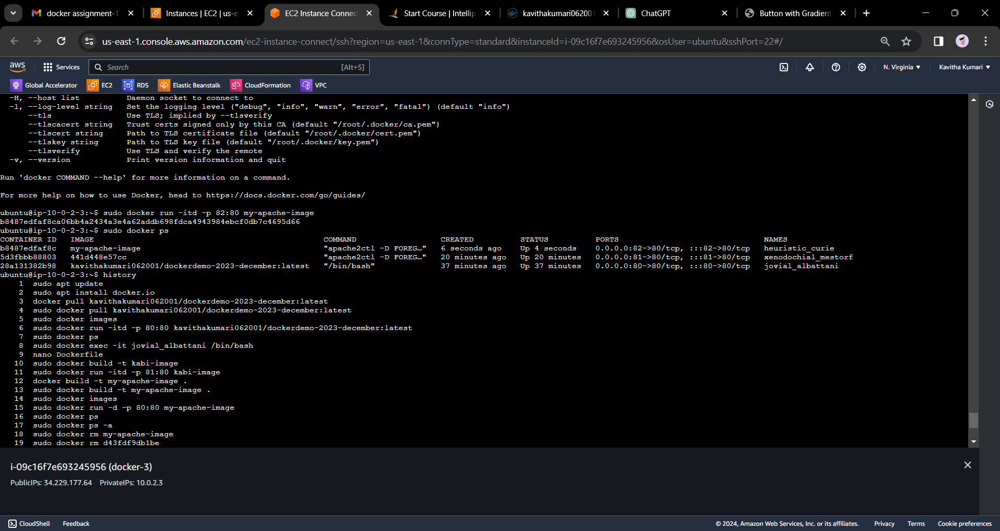 docker assignment-1
Instances | EC2 | us-e
EC2 Instance Connec
Start Course | Intellip
kavithakumari062001
ChatGPT
Button with Gradient
us-east-1.console.aws.amazon.com/ec2-instance-connect/ssh?region=us-east-1&connType=standard&instanceId=i-09c16f7e693245956&osUser=ubuntu&sshPort=22#/
aws Services Search [Alt+S] N. Virginia Kavitha Kumari
Global Accelerator EC2 RDS Elastic Beanstalk CloudFormation VPC
  -H, --host list          Daemon socket to connect to
  -l, --log-level string   Set the logging level ("debug", "info", "warn", "error", "fatal") (default "info")
      --tls                Use TLS; implied by --tlsverify
      --tlscacert string   Trust certs signed only by this CA (default "/root/.docker/ca.pem")
      --tlscert string     Path to TLS certificate file (default "/root/.docker/cert.pem")
      --tlskey string      Path to TLS key file (default "/root/.docker/key.pem")
      --tlsverify          Use TLS and verify the remote
  -v, --version            Print version information and quit
Run 'docker COMMAND --help' for more information on a command.
For more help on how to use Docker, head to https://docs.docker.com/go/guides/
ubuntu@ip-10-0-2-3:~$ sudo docker run -itd -p 82:80 my-apache-image
b8487edfaf8ca06bb4a2434a3e4a62addb698fdca4943984ebcf0db7c4695d66
ubuntu@ip-10-0-2-3:~$ sudo docker ps
CONTAINER ID   IMAGE   COMMAND   CREATED   STATUS   PORTS   NAMES
b8487edfaf8c   my-apache-image   "apache2ctl -D FOREG…"   6 seconds ago   Up 4 seconds   0.0.0.0:82->80/tcp, :::82->80/tcp   heuristic_curie
5d3fbbb88803   441d448e57cc   "apache2ctl -D FOREG…"   20 minutes ago   Up 20 minutes   0.0.0.0:81->80/tcp, :::81->80/tcp   xenodochial_mestorf
28a131382b98   kavithakumari062001/dockerdemo-2023-december:latest   "/bin/bash"   37 minutes ago   Up 37 minutes   0.0.0.0:80->80/tcp, :::80->80/tcp   jovial_albattani
ubuntu@ip-10-0-2-3:~$ history
    1  sudo apt update
    2  sudo apt install docker.io
    3  docker pull kavithakumari062001/dockerdemo-2023-december:latest
    4  sudo docker pull kavithakumari062001/dockerdemo-2023-december:latest
    5  sudo docker images
    6  sudo docker run -itd -p 80:80 kavithakumari062001/dockerdemo-2023-december:latest
    7  sudo docker ps
    8  sudo docker exec -it jovial_albattani /bin/bash
    9  nano Dockerfile
   10  sudo docker build -t kabi-image
   11  sudo docker run -itd -p 81:80 kabi-image
   12  docker build -t my-apache-image .
   13  sudo docker build -t my-apache-image .
   14  sudo docker images
   15  sudo docker run -d -p 80:80 my-apache-image
   16  sudo docker ps
   17  sudo docker ps -a
   18  sudo docker rm my-apache-image
   19  sudo docker rm d43fdf9db1be
i-09c16f7e693245956 (docker-3)
PublicIPs: 34.229.177.64 PrivateIPs: 10.0.2.3
CloudShell Feedback © 2024, Amazon Web Services, Inc. or its affiliates. Privacy Terms Cookie preferences